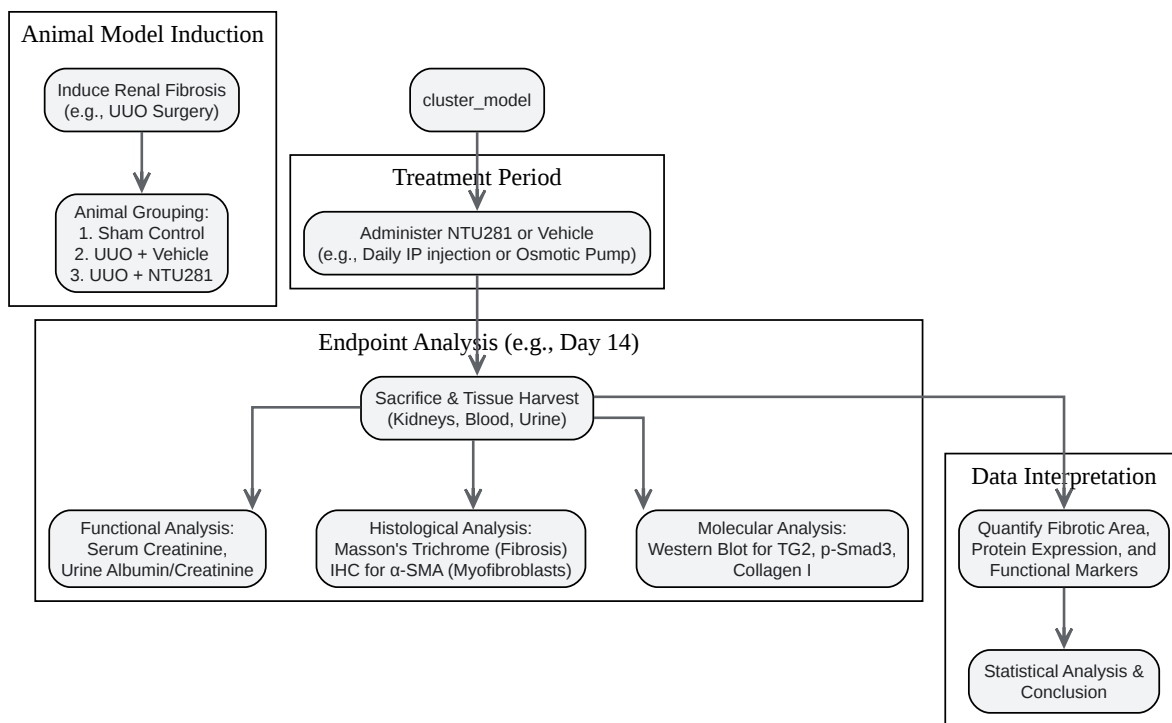 Animal Model Induction
Induce Renal Fibrosis
(e.g., UUO Surgery)
Animal Grouping:
1. Sham Control
2. UUO + Vehicle
3. UUO + NTU281
cluster_model
Treatment Period
Administer NTU281 or Vehicle
(e.g., Daily IP injection or Osmotic Pump)
Endpoint Analysis (e.g., Day 14)
Sacrifice & Tissue Harvest
(Kidneys, Blood, Urine)
Functional Analysis:
Serum Creatinine,
Urine Albumin/Creatinine
Histological Analysis:
Masson's Trichrome (Fibrosis)
IHC for α-SMA (Myofibroblasts)
Molecular Analysis:
Western Blot for TG2, p-Smad3,
Collagen I
Data Interpretation
Quantify Fibrotic Area,
Protein Expression, and
Functional Markers
Statistical Analysis &
Conclusion